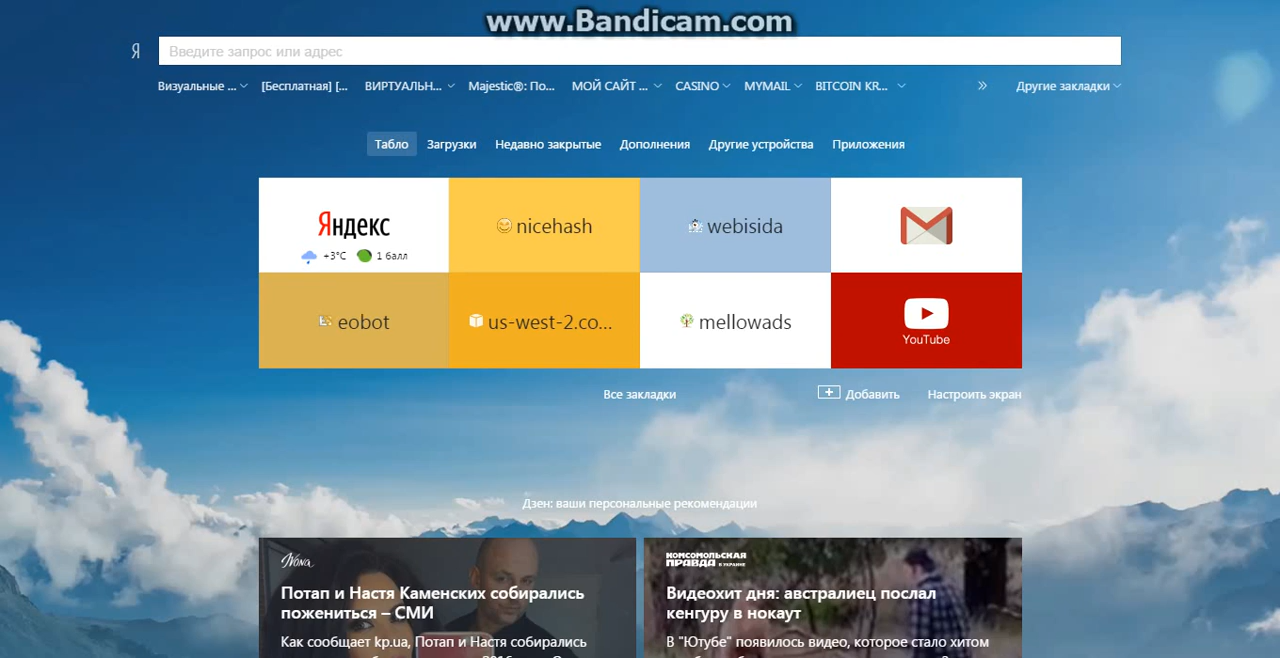 www.Bandicam.com
Я Введите запрос или адрес
Визуальные ... [Бесплатная] [... ВИРТУАЛЬН... Majestic®: По... МОЙ САЙТ ... CASINO MYMAIL BITCOIN KR... » Другие закладки
Табло Загрузки Недавно закрытые Дополнения Другие устройства Приложения
Яндекс nicehash webisida
+3°C 1 балл
eobot us-west-2.co... mellowads YouTube
Все закладки Добавить Настроить экран
Дзен: ваши персональные рекомендации
Wona
Потап и Настя Каменских собирались
пожениться – СМИ
Как сообщает kp.ua, Потап и Настя собирались
КОМСОМОЛЬСКАЯ
ПРАВДА В УКРАИНЕ
Видеохит дня: австралиец послал
кенгуру в нокаут
В "Ютубе" появилось видео, которое стало хитом